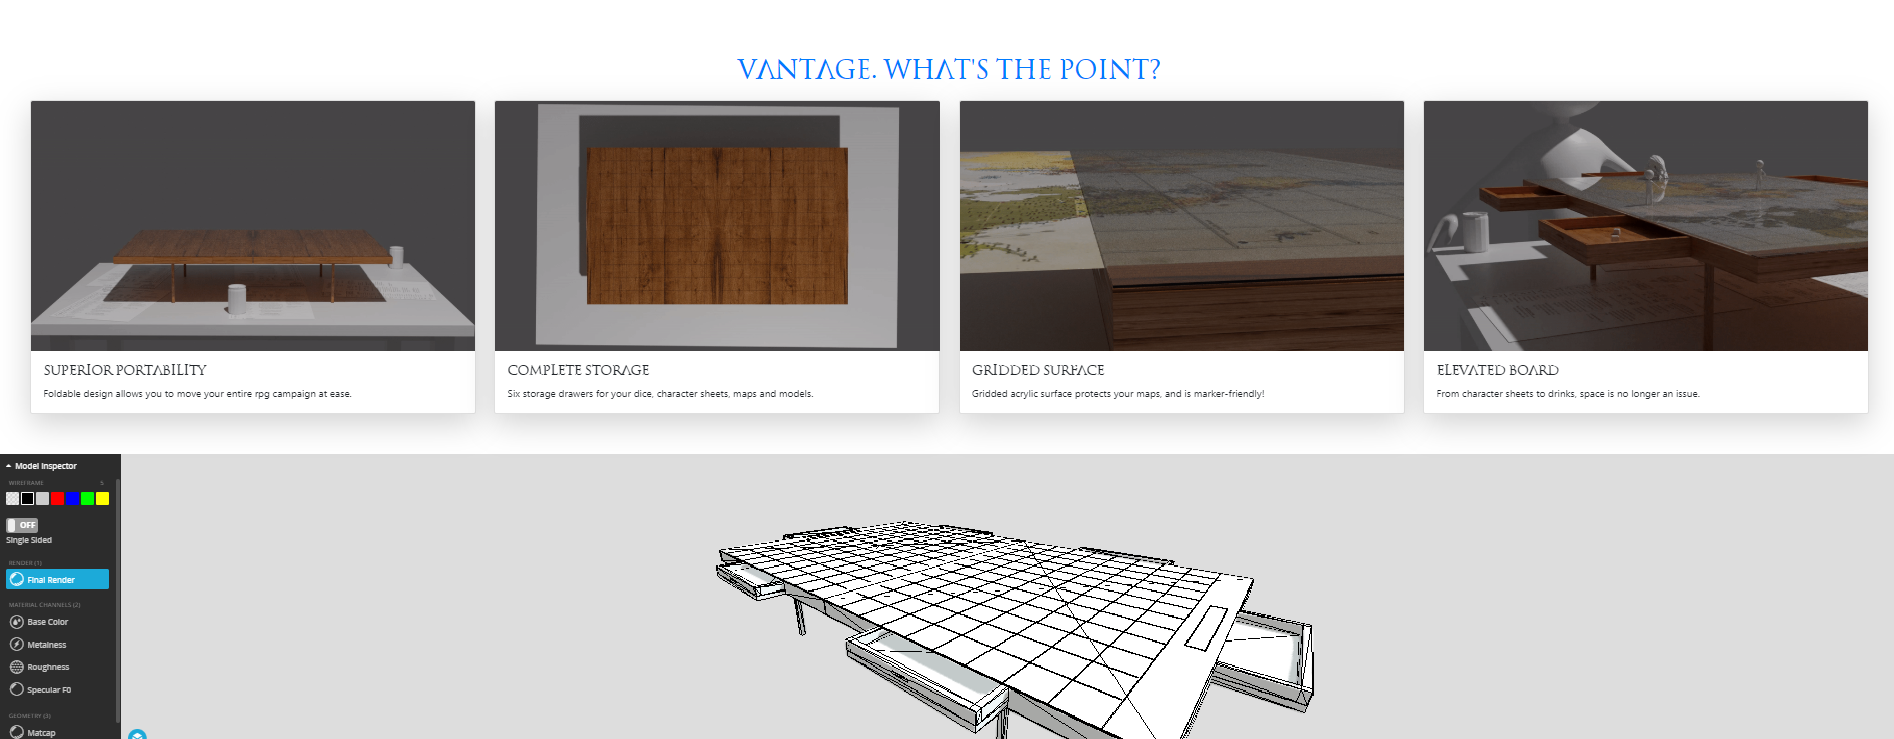 VANTAGE. WHAT'S THE POINT?
SUPERIOR PORTABILITY
Foldable design allows you to move your entire rpg campaign at ease.
COMPLETE STORAGE
Six storage drawers for your dice, character sheets, maps and models.
GRIDDED SURFACE
Gridded acrylic surface protects your maps, and is marker-friendly!
ELEVATED BOARD
From character sheets to drinks, space is no longer an issue.
Model Inspector
WIREFRAME 5
OFF
Single Sided
RENDER (1)
Final Render
MATERIAL CHANNELS (2)
Base Color
Metalness
Roughness
Specular F0
GEOMETRY (3)
Matcap